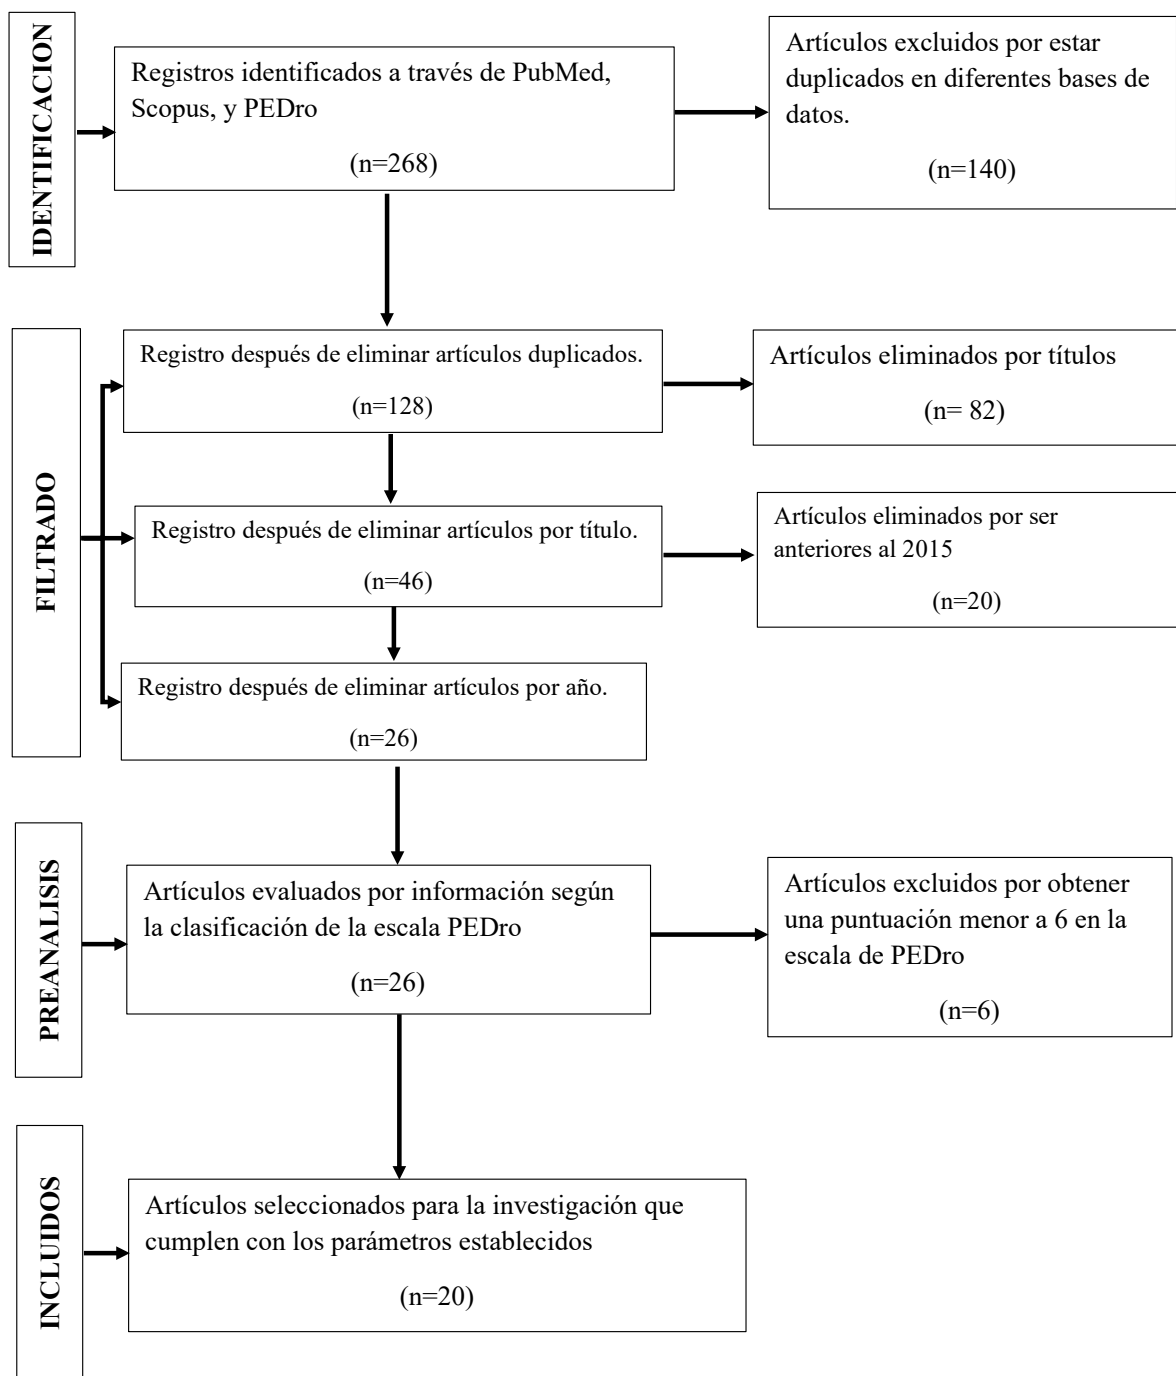 IDENTIFICACION
Registros identificados a través de PubMed,
Scopus, y PEDro
(n=268)
Artículos excluidos por estar
duplicados en diferentes bases de
datos.
(n=140)
FILTRADO
Registro después de eliminar artículos duplicados.
(n=128)
Artículos eliminados por títulos
(n= 82)
Registro después de eliminar artículos por título.
(n=46)
Artículos eliminados por ser
anteriores al 2015
(n=20)
Registro después de eliminar artículos por año.
(n=26)
PREANALISIS
Artículos evaluados por información según
la clasificación de la escala PEDro
(n=26)
Artículos excluidos por obtener
una puntuación menor a 6 en la
escala de PEDro
(n=6)
INCLUIDOS
Artículos seleccionados para la investigación que
cumplen con los parámetros establecidos
(n=20)